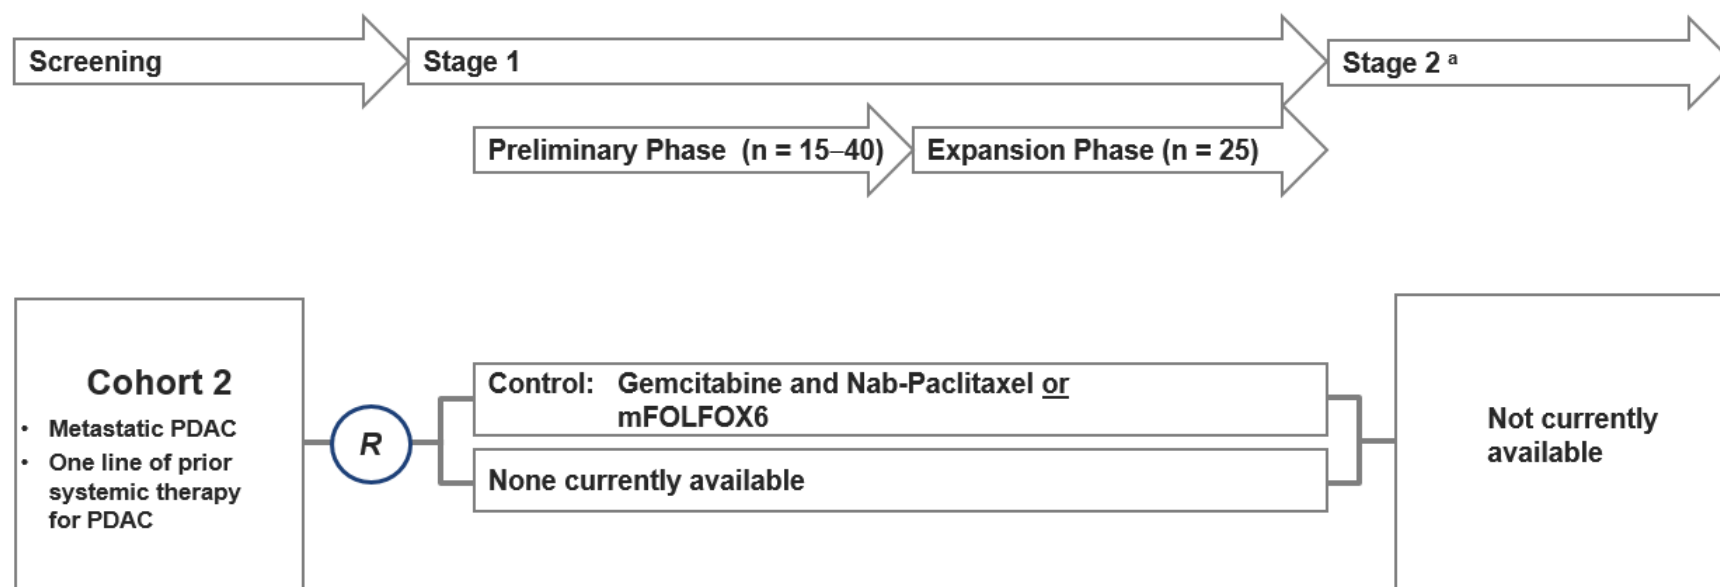 Screening
Stage 1
Stage 2 ᵃ
Preliminary Phase (n = 15–40)
Expansion Phase (n = 25)
Cohort 2
• Metastatic PDAC
• One line of prior
systemic therapy
for PDAC
R
Control: Gemcitabine and Nab-Paclitaxel or
mFOLFOX6
None currently available
Not currently
available